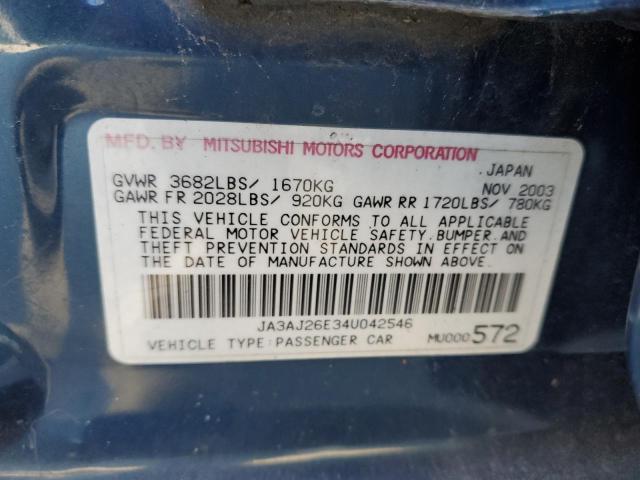 MFD. BY MITSUBISHI MOTORS CORPORATION
JAPAN
GVWR 3682LBS/ 1670KG NOV 2003
GAWR FR 2028LBS/ 920KG GAWR RR 1720LBS/ 780KG
THIS VEHICLE CONFORMS TO ALL APPLICABLE
FEDERAL MOTOR VEHICLE SAFETY, BUMPER, AND
THEFT PREVENTION STANDARDS IN EFFECT ON
THE DATE OF MANUFACTURE SHOWN ABOVE.
JA3AJ26E34U042546
VEHICLE TYPE: PASSENGER CAR MU000572